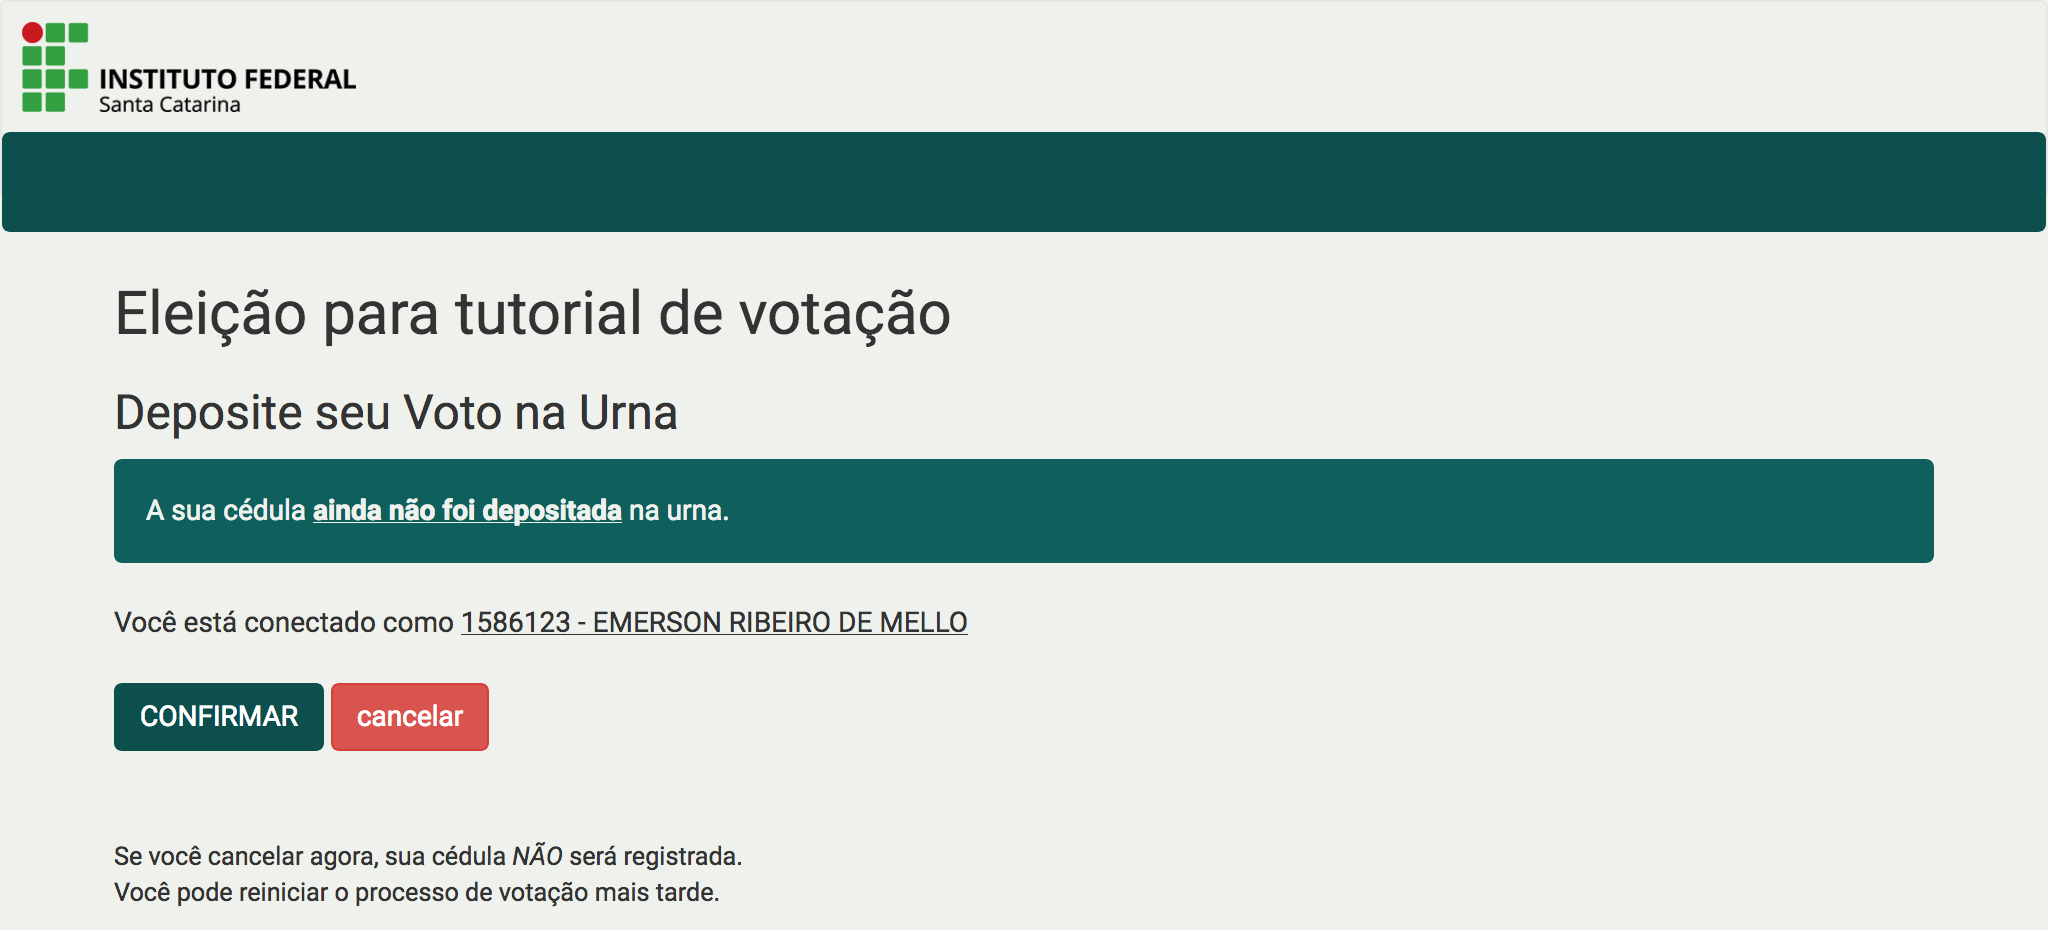 INSTITUTO FEDERAL
Santa Catarina
Eleição para tutorial de votação
Deposite seu Voto na Urna
A sua cédula ainda não foi depositada na urna.
Você está conectado como 1586123 - EMERSON RIBEIRO DE MELLO
CONFIRMAR cancelar
Se você cancelar agora, sua cédula NÃO será registrada.
Você pode reiniciar o processo de votação mais tarde.